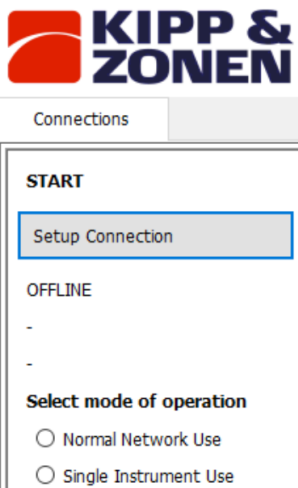 KIPP &
ZONEN
Connections
START
Setup Connection
OFFLINE
-
-
Select mode of operation
Normal Network Use
Single Instrument Use